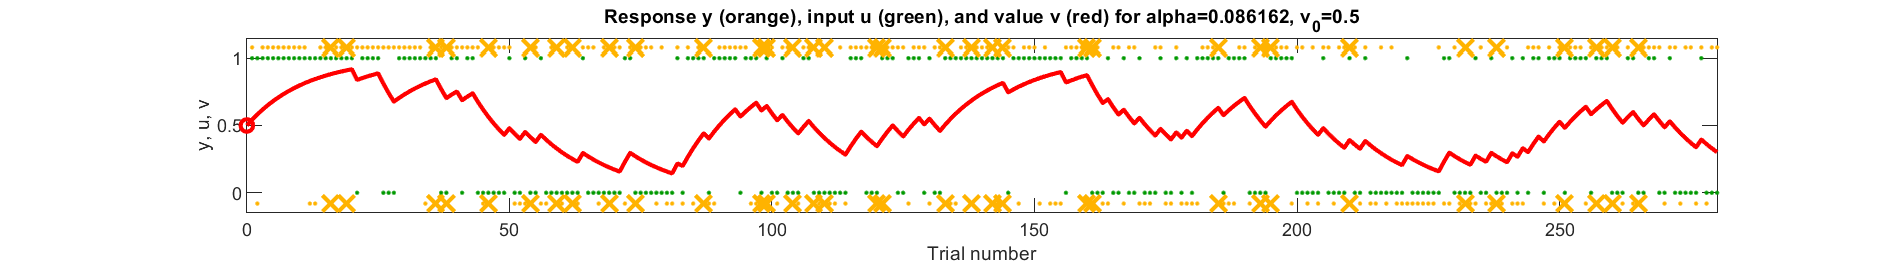 Response y (orange), input u (green), and value v (red) for alpha=0.086162, v0=0.5
1
0.5
0
y, u, v
0 50 100 150 200 250
Trial number